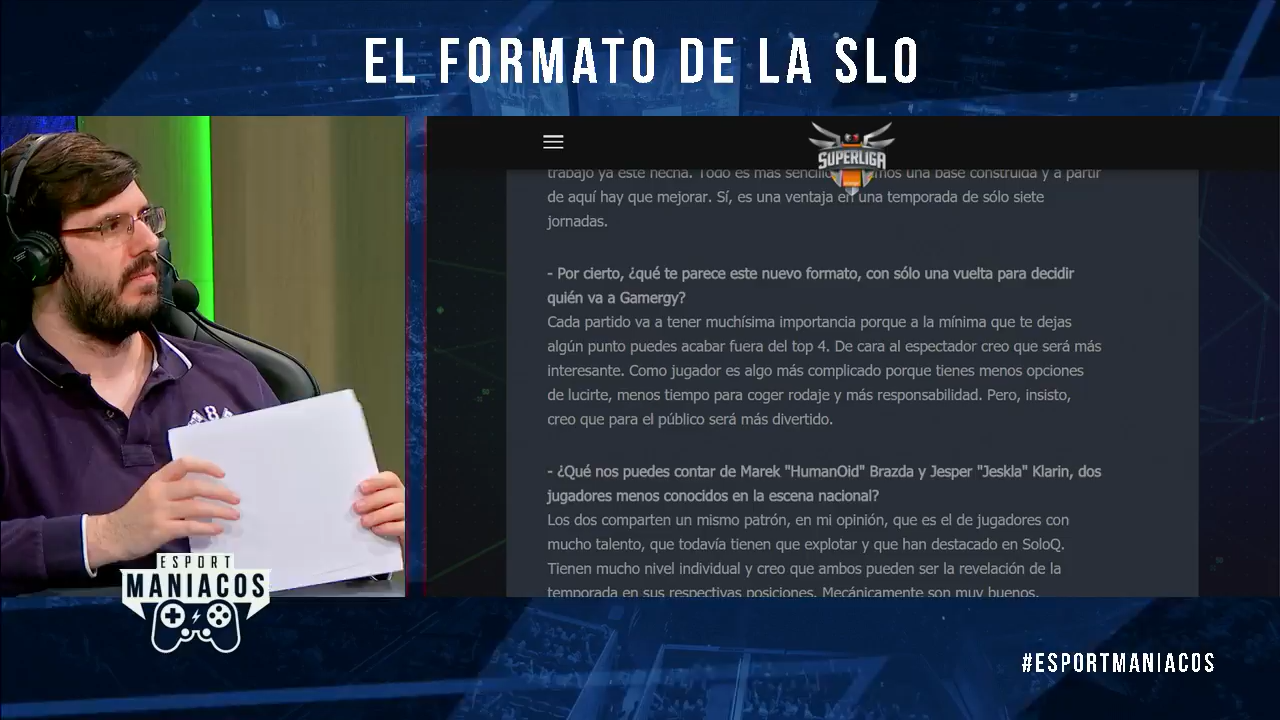 EL FORMATO DE LA SLO
SUPERLIGA
trabajo ya esté hecha. Todo es más sencillo
mos una base construida y a partir
de aquí hay que mejorar. Sí, es una ventaja en una temporada de sólo siete
jornadas.
- Por cierto, ¿qué te parece este nuevo formato, con sólo una vuelta para decidir
quién va a Gamergy?
Cada partido va a tener muchísima importancia porque a la mínima que te dejas
algún punto puedes acabar fuera del top 4. De cara al espectador creo que será más
interesante. Como jugador es algo más complicado porque tienes menos opciones
de lucirte, menos tiempo para coger rodaje y más responsabilidad. Pero, insisto,
creo que para el público será más divertido.
- ¿Qué nos puedes contar de Marek "HumanOid" Brazda y Jesper "Jeskla" Klarin, dos
jugadores menos conocidos en la escena nacional?
Los dos comparten un mismo patrón, en mi opinión, que es el de jugadores con
mucho talento, que todavía tienen que explotar y que han destacado en SoloQ.
Tienen mucho nivel individual y creo que ambos pueden ser la revelación de la
temporada en sus respectivas posiciones. Mecánicamente son muy buenos.
8
ESPORT
MANIACOS
#ESPORTMANIACOS